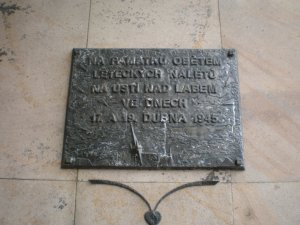 NA PAMÁTKU OBĚTEM
LETECKÝCH NÁLETŮ
NA ÚSTÍ NAD LABEM
VE DNECH
17. A 19. DUBNA 1945.